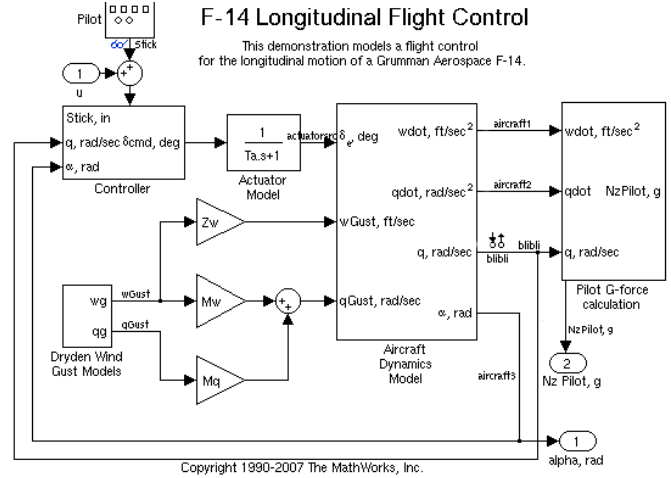 F-14 Longitudinal Flight Control
This demonstration models a flight control
for the longitudinal motion of a Grumman Aerospace F-14.
Pilot
Stick
1
u
Stick, in
q, rad/sec δcmd, deg
α, rad
Controller
1
Ta.s+1
Actuator
Model
δe, deg
wGust, ft/sec
qGust, rad/sec
wdot, ft/sec2
qdot, rad/sec2
q, rad/sec
α, rad
Aircraft
Dynamics
Model
aircraft1
aircraft2
blibli
blibli
aircraft3
wdot, ft/sec2
qdot NzPilot, g
q, rad/sec
Pilot G-force
calculation
NzPilot, g
2
Nz Pilot, g
Zw
Mw
Mq
wg
qg
wGust
qGust
Dryden Wind
Gust Models
1
alpha, rad
Copyright 1990-2007 The MathWorks, Inc.